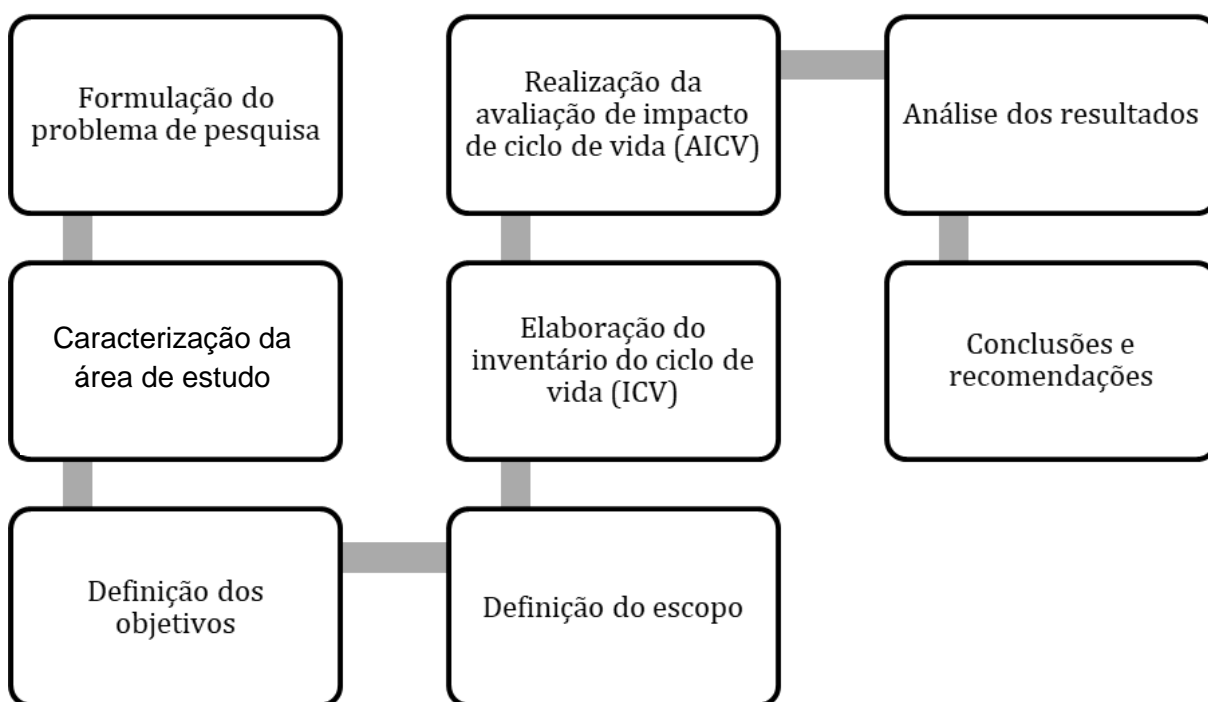 Formulação do
problema de pesquisa
Caracterização da
área de estudo
Definição dos
objetivos
Definição do escopo
Elaboração do
inventário do ciclo de
vida (ICV)
Realização da
avaliação de impacto
de ciclo de vida (AICV)
Análise dos resultados
Conclusões e
recomendações